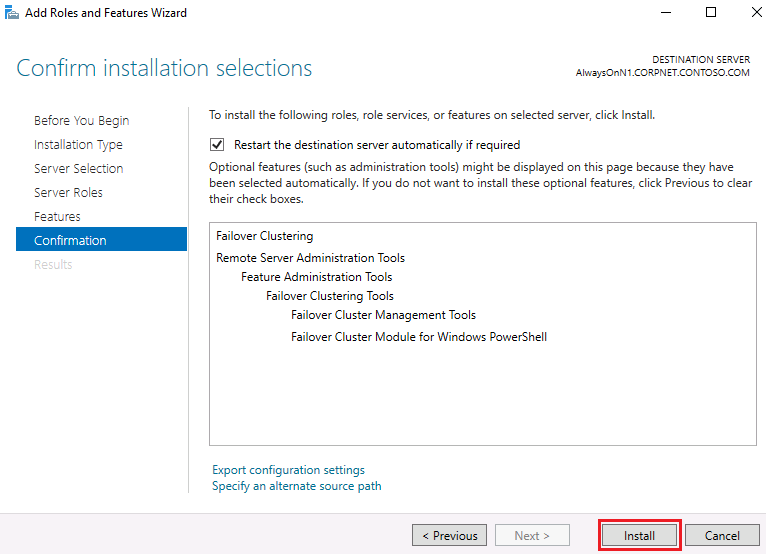 Add Roles and Features Wizard
Confirm installation selections
DESTINATION SERVER
AlwaysOnN1.CORPNET.CONTOSO.COM
Before You Begin
Installation Type
Server Selection
Server Roles
Features
Confirmation
Results
To install the following roles, role services, or features on selected server, click Install.
Restart the destination server automatically if required
Optional features (such as administration tools) might be displayed on this page because they have
been selected automatically. If you do not want to install these optional features, click Previous to clear
their check boxes.
Failover Clustering
Remote Server Administration Tools
Feature Administration Tools
Failover Clustering Tools
Failover Cluster Management Tools
Failover Cluster Module for Windows PowerShell
Export configuration settings
Specify an alternate source path
< Previous
Next >
Install
Cancel